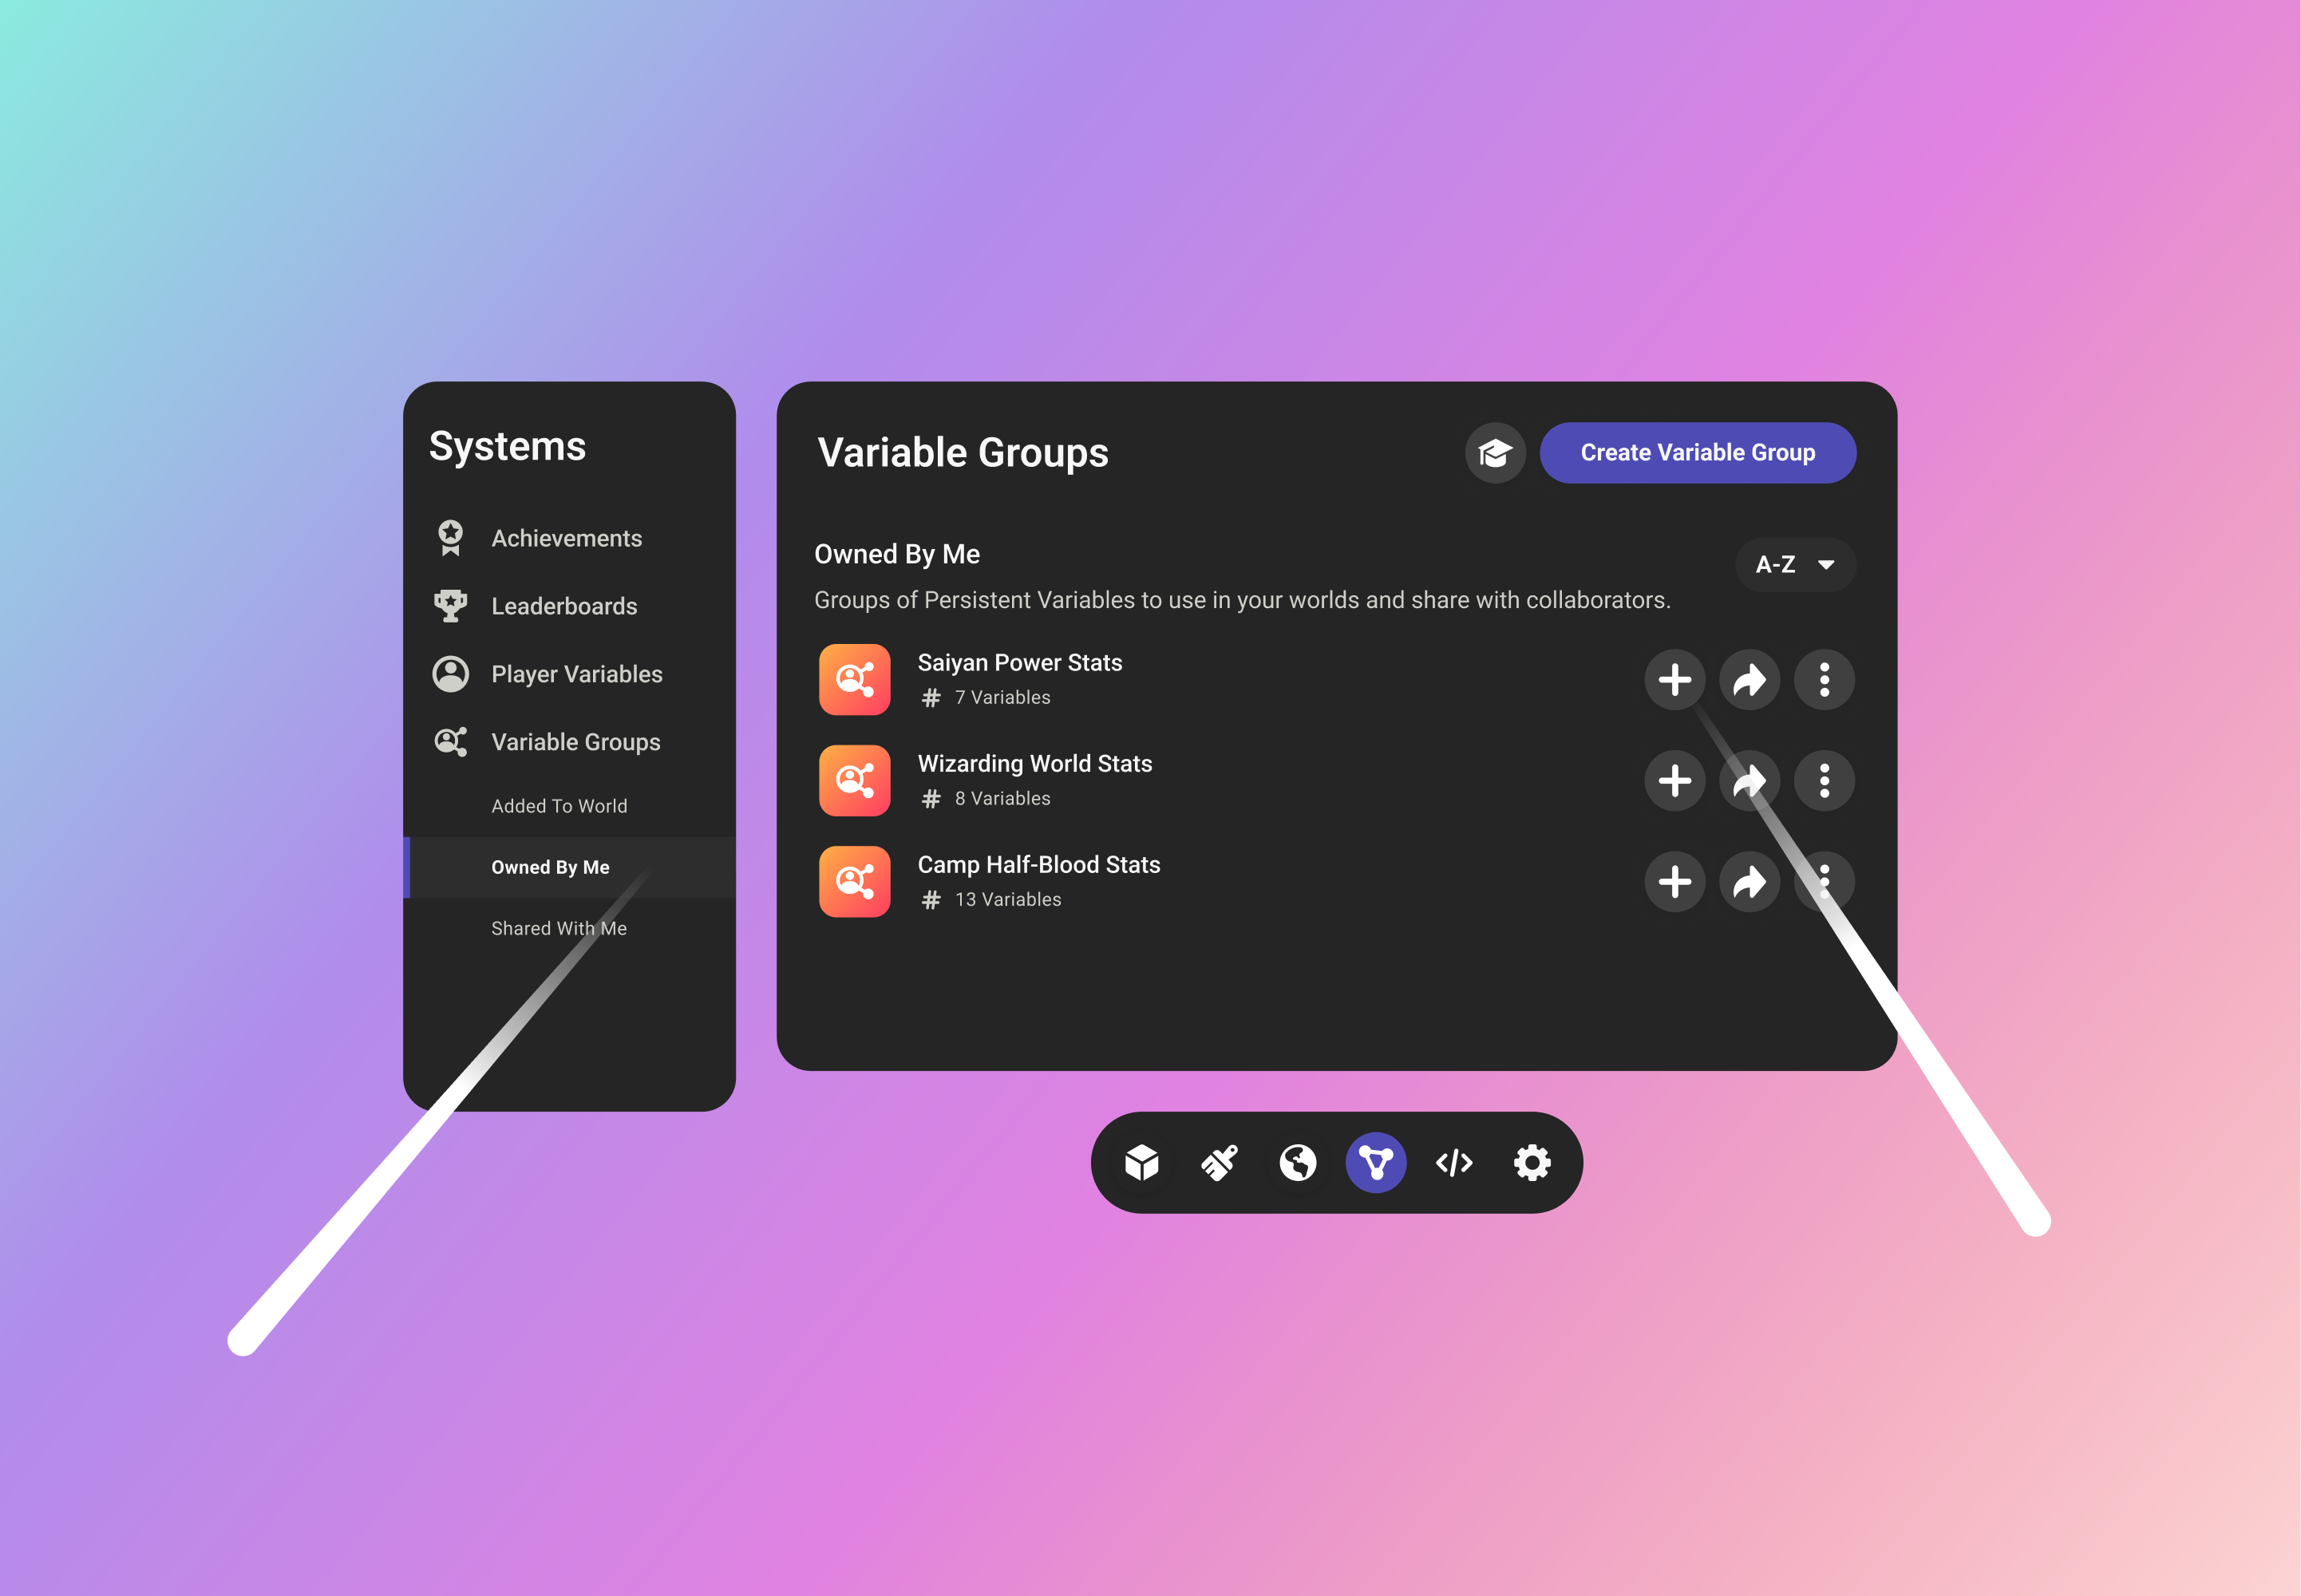 Systems
Achievements
Leaderboards
Player Variables
Variable Groups
Added To World
Owned By Me
Shared With Me
Variable Groups
Create Variable Group
Owned By Me
A-Z
Groups of Persistent Variables to use in your worlds and share with collaborators.
Saiyan Power Stats
# 7 Variables
Wizarding World Stats
# 8 Variables
Camp Half-Blood Stats
# 13 Variables